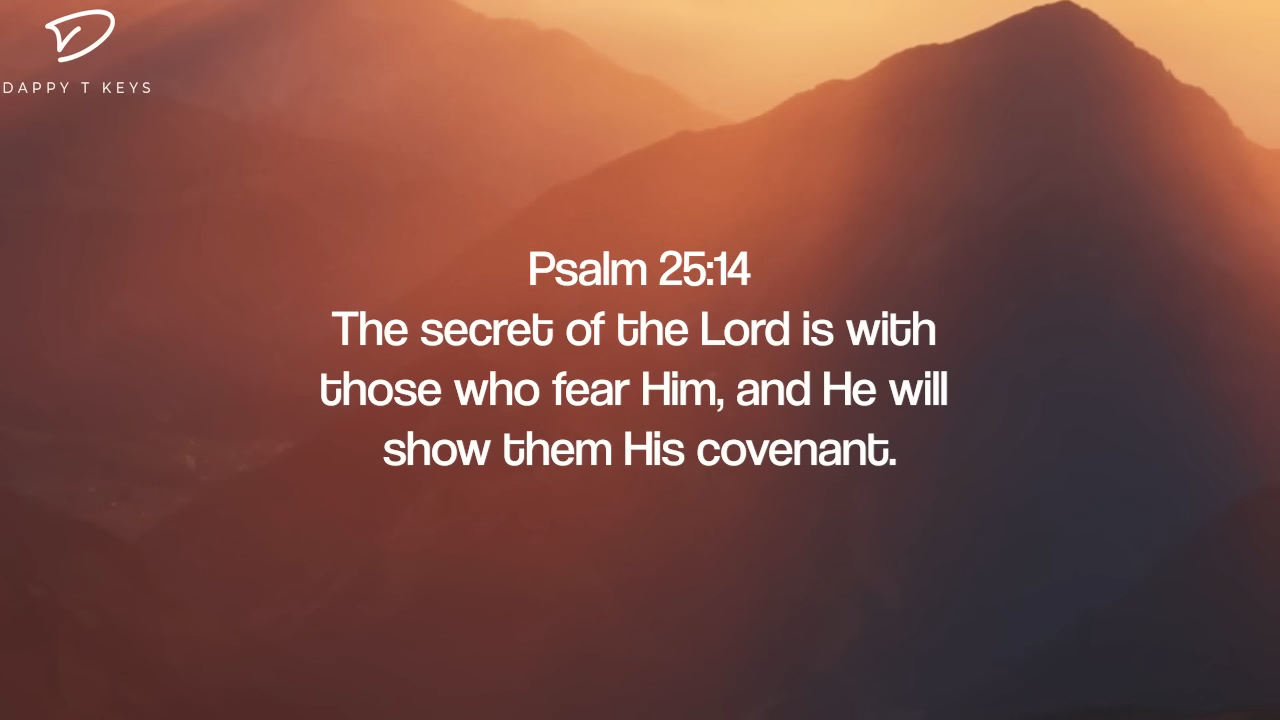 DAPPY T KEYS
Psalm 25:14
The secret of the Lord is with
those who fear Him, and He will
show them His covenant.